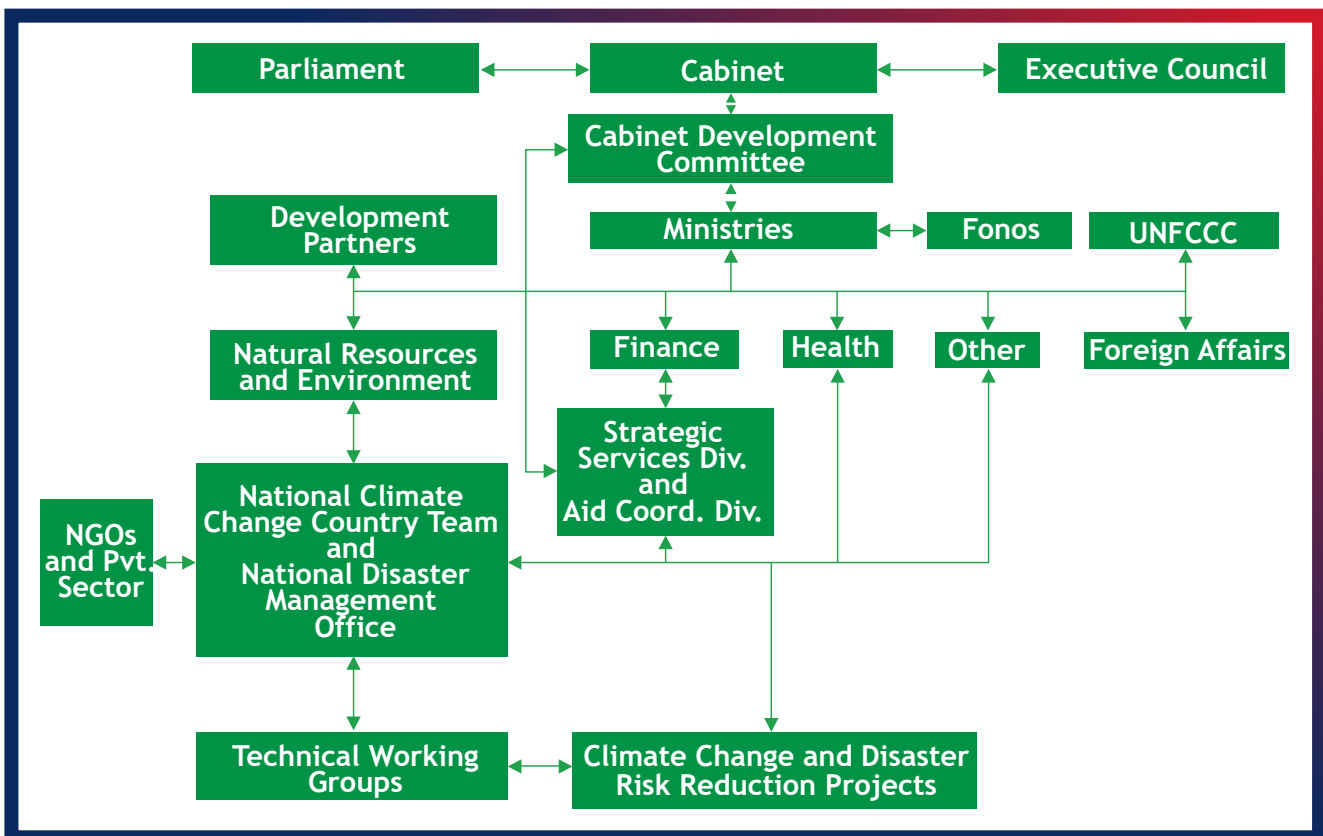 Parliament
Cabinet
Executive Council
Cabinet Development
Committee
Development
Partners
Ministries
Fonos
UNFCCC
Natural Resources
and Environment
Finance
Health
Other
Foreign Affairs
Strategic
Services Div.
and
Aid Coord. Div.
NGOs
and Pvt.
Sector
National Climate
Change Country Team
and
National Disaster
Management
Office
Technical Working
Groups
Climate Change and Disaster
Risk Reduction Projects